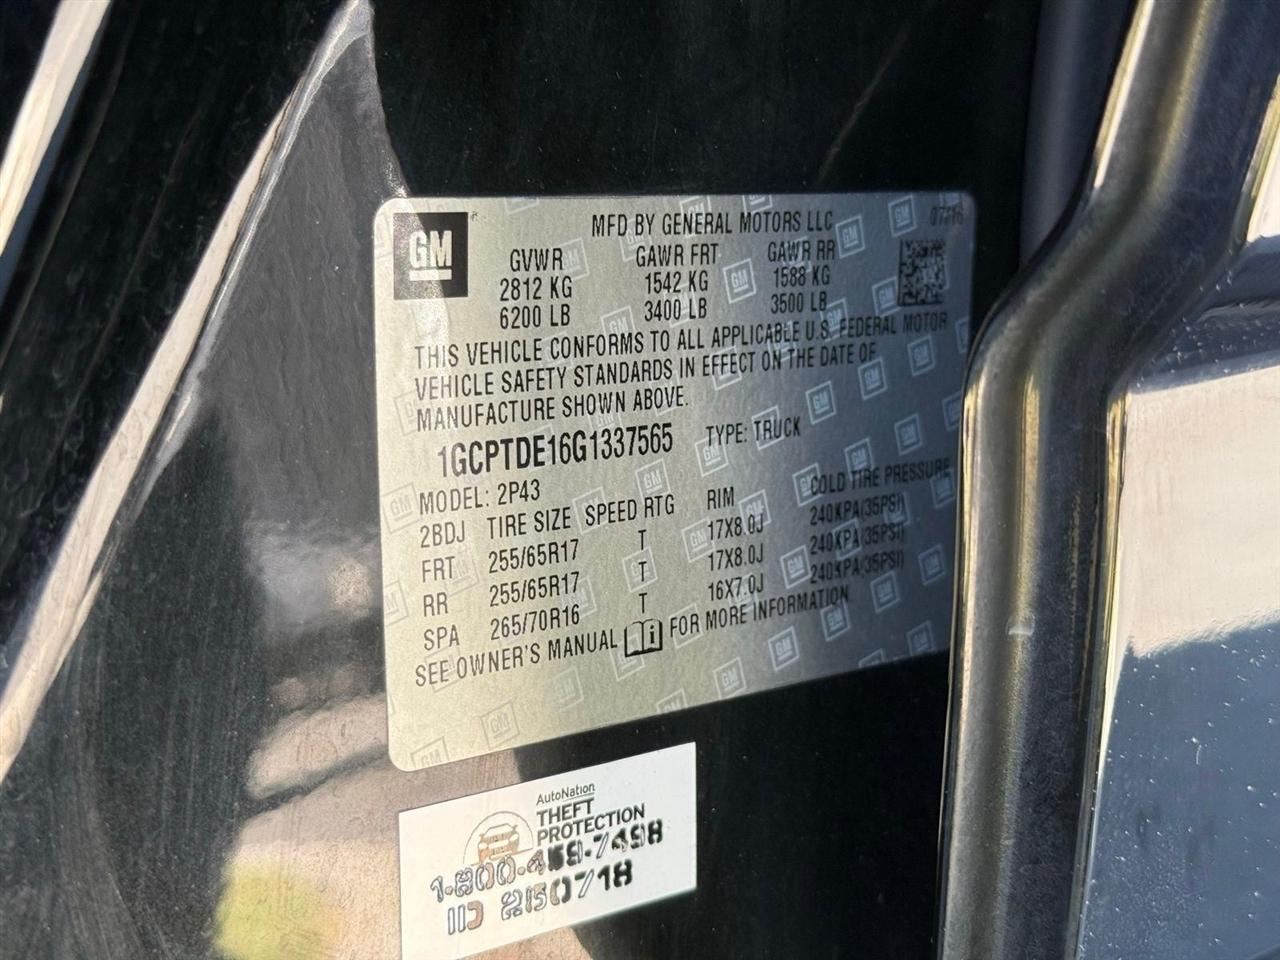 GM
MFD BY GENERAL MOTORS LLC 07/16
GVWR GAWR FRT GAWR RR
2812 KG 1542 KG 1588 KG
6200 LB 3400 LB 3500 LB
THIS VEHICLE CONFORMS TO ALL APPLICABLE U.S. FEDERAL MOTOR
VEHICLE SAFETY STANDARDS IN EFFECT ON THE DATE OF
MANUFACTURE SHOWN ABOVE.
1GCPTDE16G1337565 TYPE: TRUCK
MODEL: 2P43
2BDJ TIRE SIZE SPEED RTG RIM COLD TIRE PRESSURE
FRT 255/65R17 T 17X8.0J 240KPA(35PSI)
RR 255/65R17 T 17X8.0J 240KPA(35PSI)
SPA 265/70R16 T 16X7.0J 240KPA(35PSI)
SEE OWNER'S MANUAL i FOR MORE INFORMATION
AutoNation
THEFT
PROTECTION
1-800-459-7498
ID 2150718